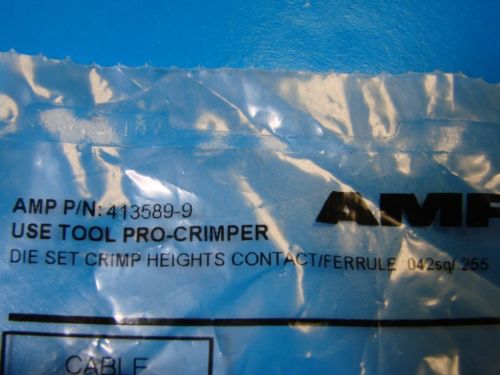 AMP P/N: 413589-9
AMP
USE TOOL PRO-CRIMPER
DIE SET CRIMP HEIGHTS CONTACT/FERRULE .042sq/.255
CABLE